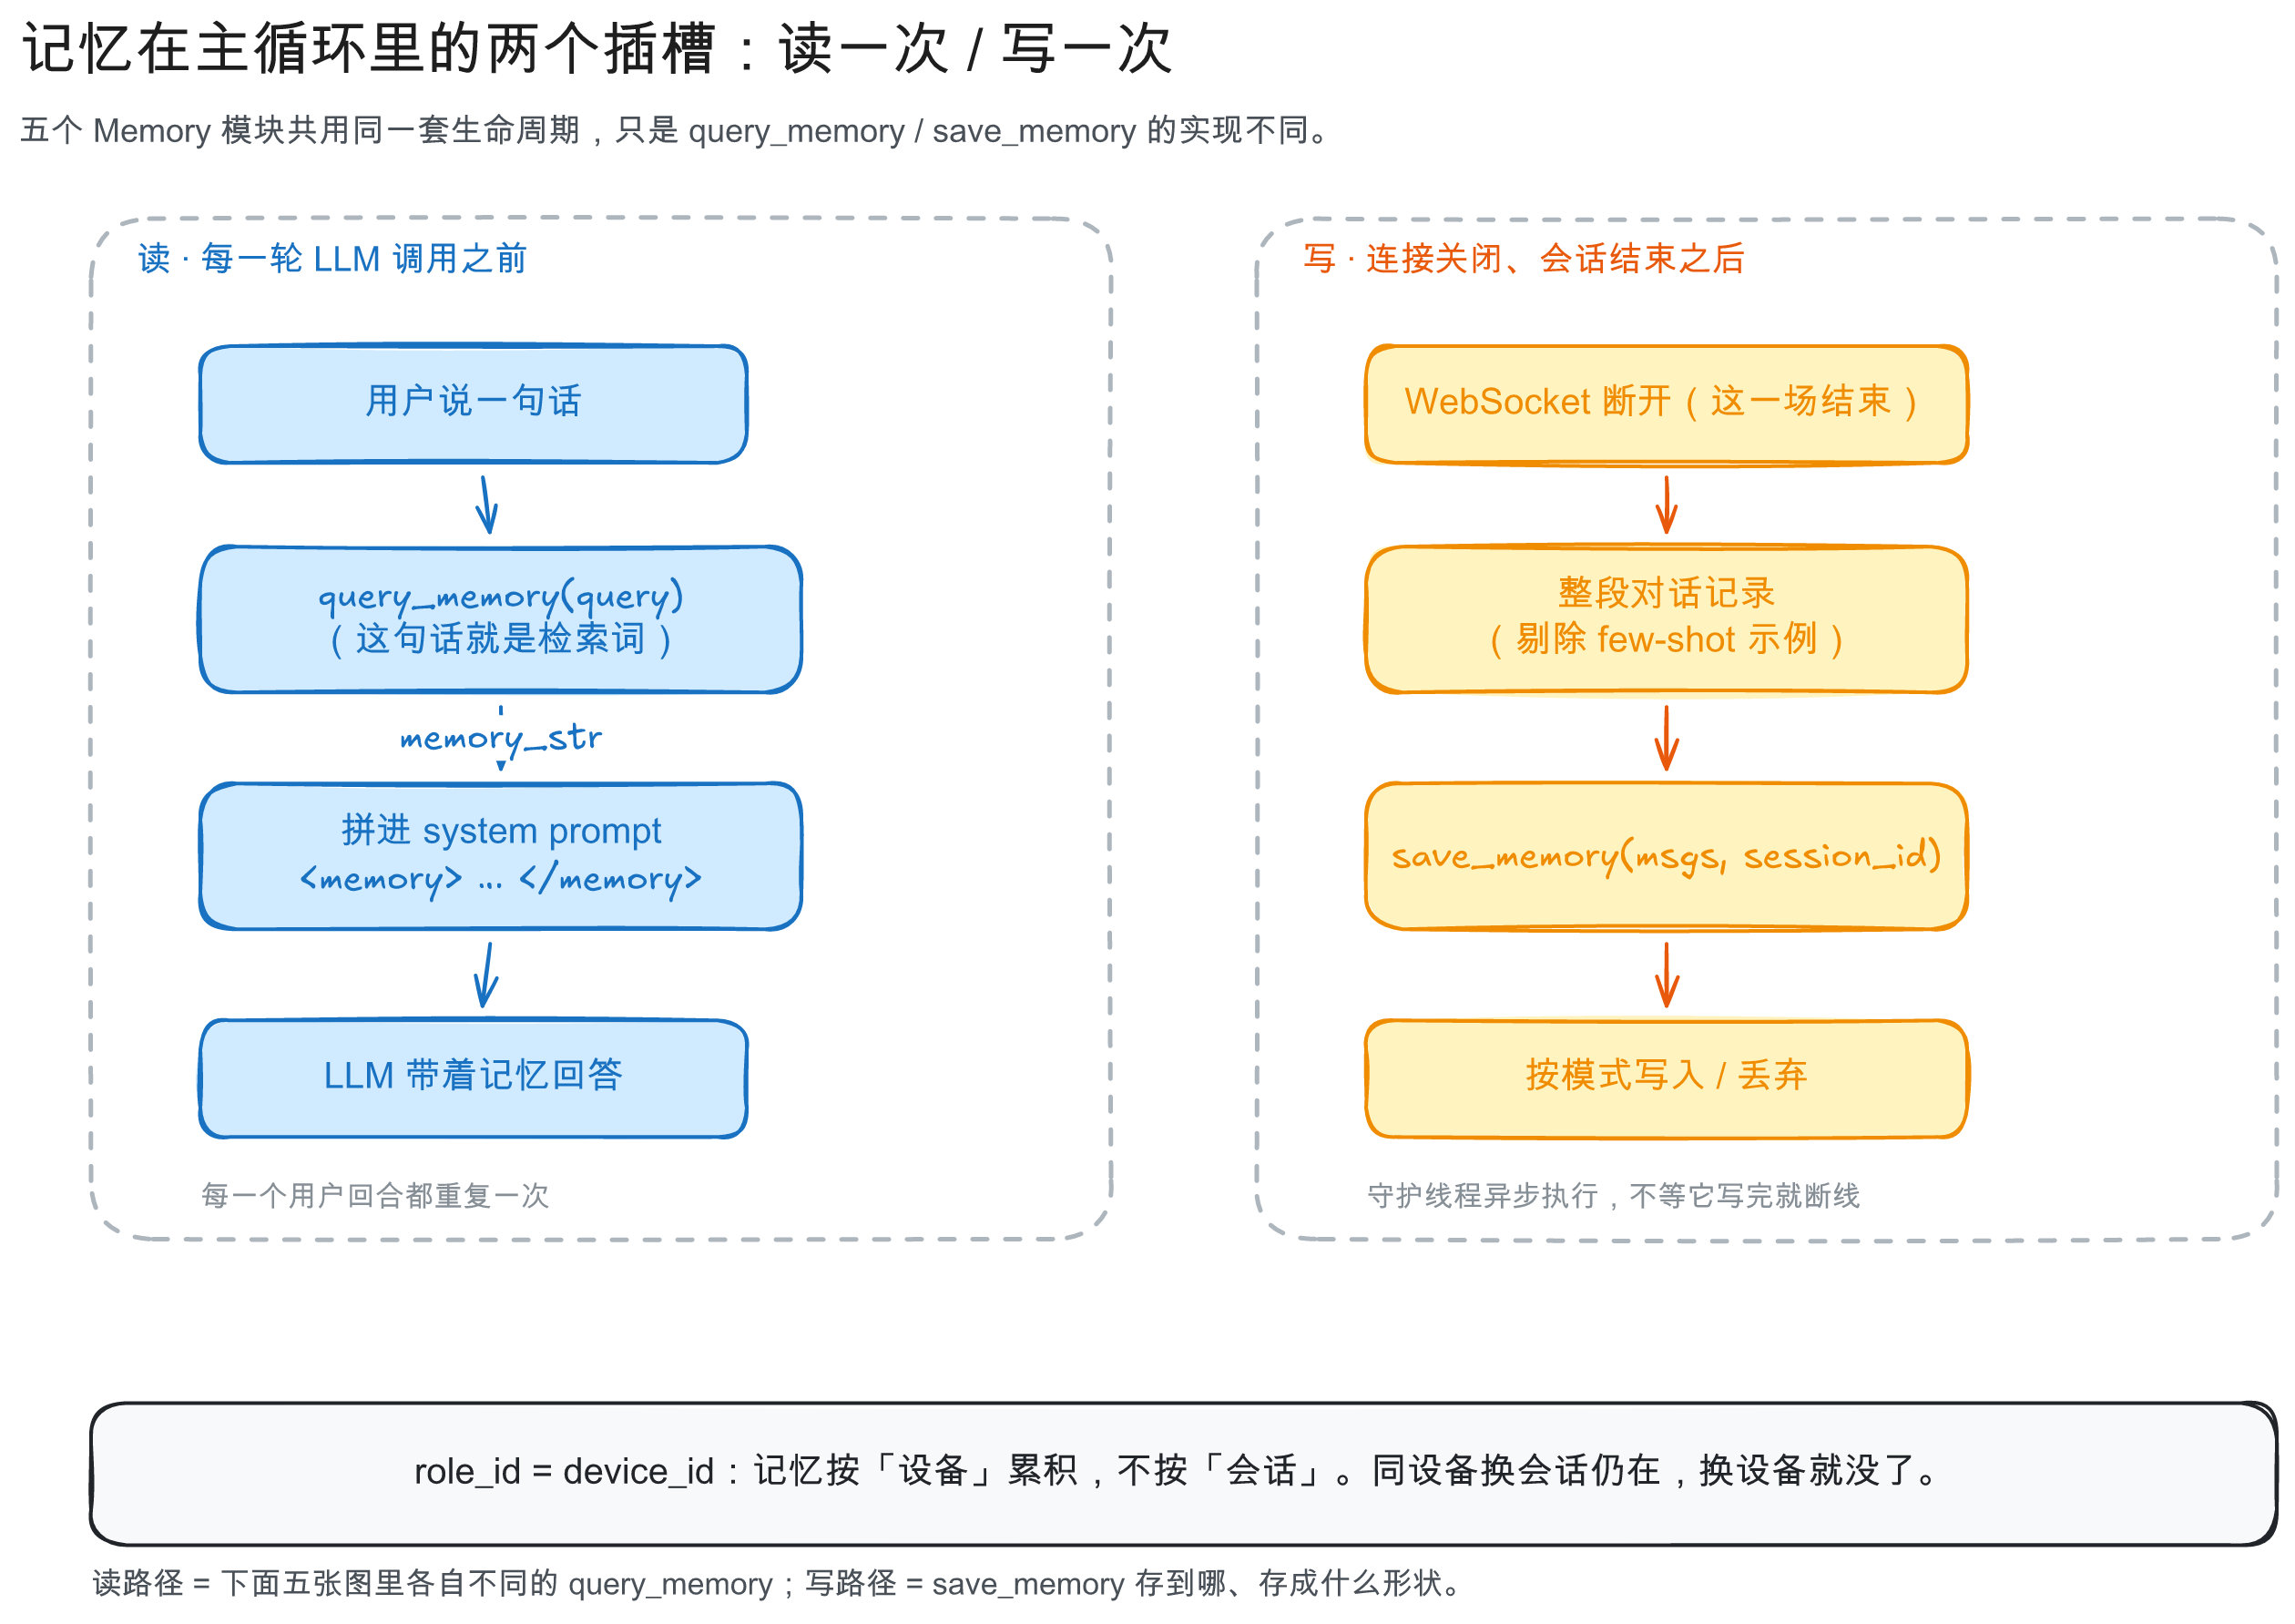 记忆在主循环里的两个插槽：读一次 / 写一次
五个 Memory 模块共用同一套生命周期，只是 query_memory / save_memory 的实现不同。
读 · 每一轮 LLM 调用之前
用户说一句话
query_memory(query)
（这句话就是检索词）
memory_str
拼进 system prompt
<memory> … </memory>
LLM 带着记忆回答
每一个用户回合都重复一次
写 · 连接关闭、会话结束之后
WebSocket 断开（这一场结束）
整段对话记录
（剔除 few-shot 示例）
save_memory(msgs, session_id)
按模式写入 / 丢弃
守护线程异步执行，不等它写完就断线
role_id = device_id：记忆按「设备」累积，不按「会话」。同设备换会话仍在，换设备就没了。
读路径 = 下面五张图里各自不同的 query_memory；写路径 = save_memory 存到哪、存成什么形状。